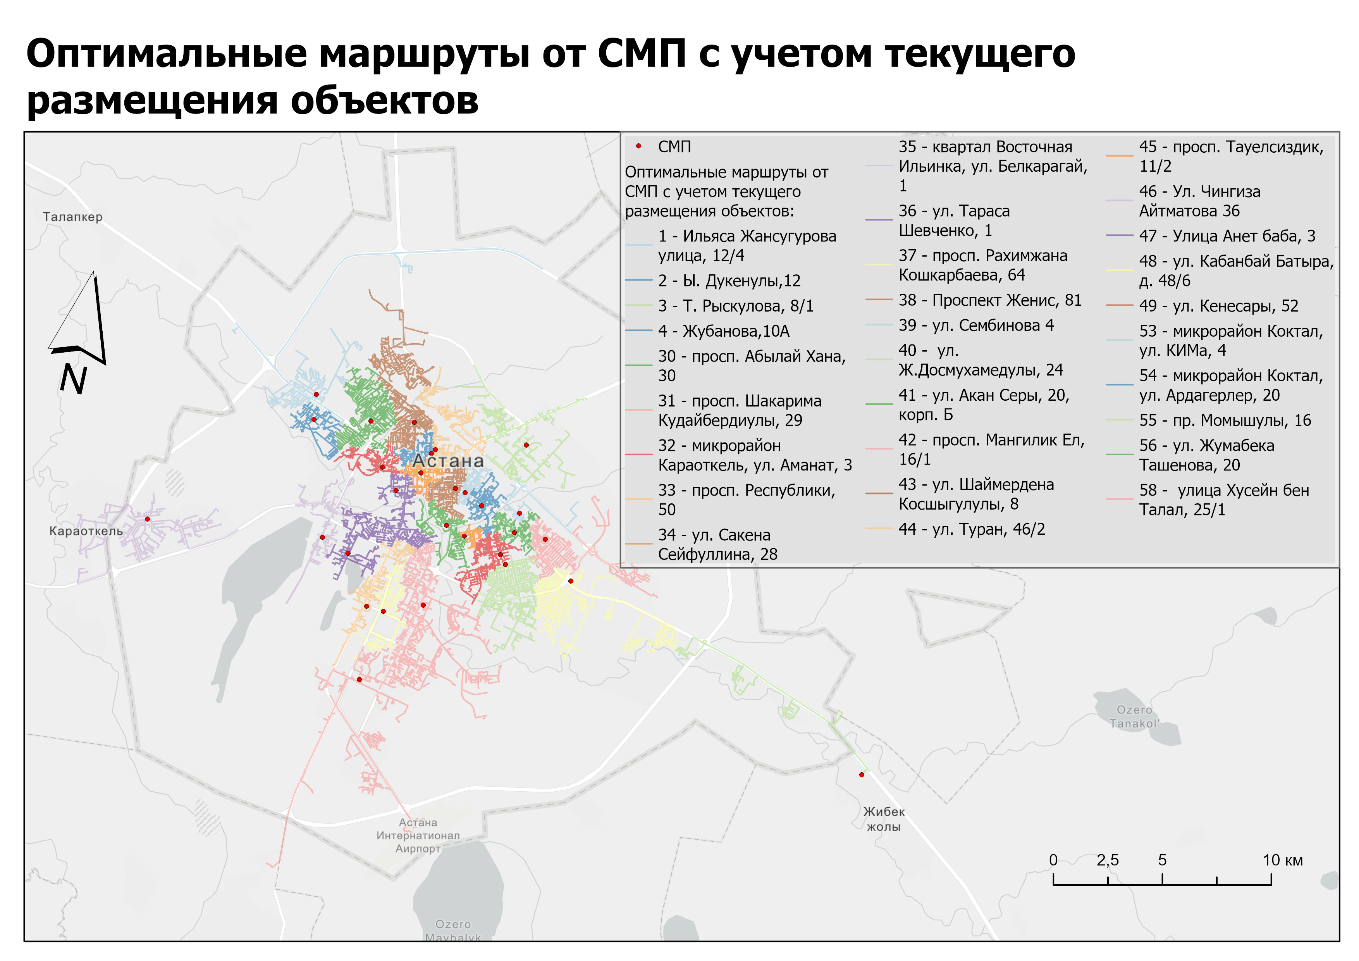 Оптимальные маршруты от СМП с учетом текущего
размещения объектов
СМП
Оптимальные маршруты от
СМП с учетом текущего
размещения объектов:
1 - Ильяса Жансугурова
улица, 12/4
2 - Ы. Дукенулы,12
3 - Т. Рыскулова, 8/1
4 - Жубанова,10А
30 - просп. Абылай Хана,
30
31 - просп. Шакарима
Кудайбердиулы, 29
32 - микрорайон
Караоткель, ул. Аманат, 3
33 - просп. Республики,
50
34 - ул. Сакена
Сейфуллина, 28
35 - квартал Восточная
Ильинка, ул. Белкарагай,
1
36 - ул. Тараса
Шевченко, 1
37 - просп. Рахимжана
Кошкарбаева, 64
38 - Проспект Женис, 81
39 - ул. Сембинова 4
40 - ул.
Ж.Досмухамедулы, 24
41 - ул. Акан Серы, 20,
корп. Б
42 - просп. Мангилик Ел,
16/1
43 - ул. Шаймердена
Косшыгулулы, 8
44 - ул. Туран, 46/2
45 - просп. Тауелсиздик,
11/2
46 - Ул. Чингиза
Айтматова 36
47 - Улица Анет баба, 3
48 - ул. Кабанбай Батыра,
д. 48/6
49 - ул. Кенесары, 52
53 - микрорайон Коктал,
ул. КИМа, 4
54 - микрорайон Коктал,
ул. Ардагерлер, 20
55 - пр. Момышулы, 16
56 - ул. Жумабека
Ташенова, 20
58 - улица Хусейн бен
Талал, 25/1
Талапкер
N
Астана
Караоткель
Ozero
Tanakol'
Жибек
жолы
Астана
Интернатионал
Аирпорт
0 2,5 5 10 км
Ozero
Maybalyk